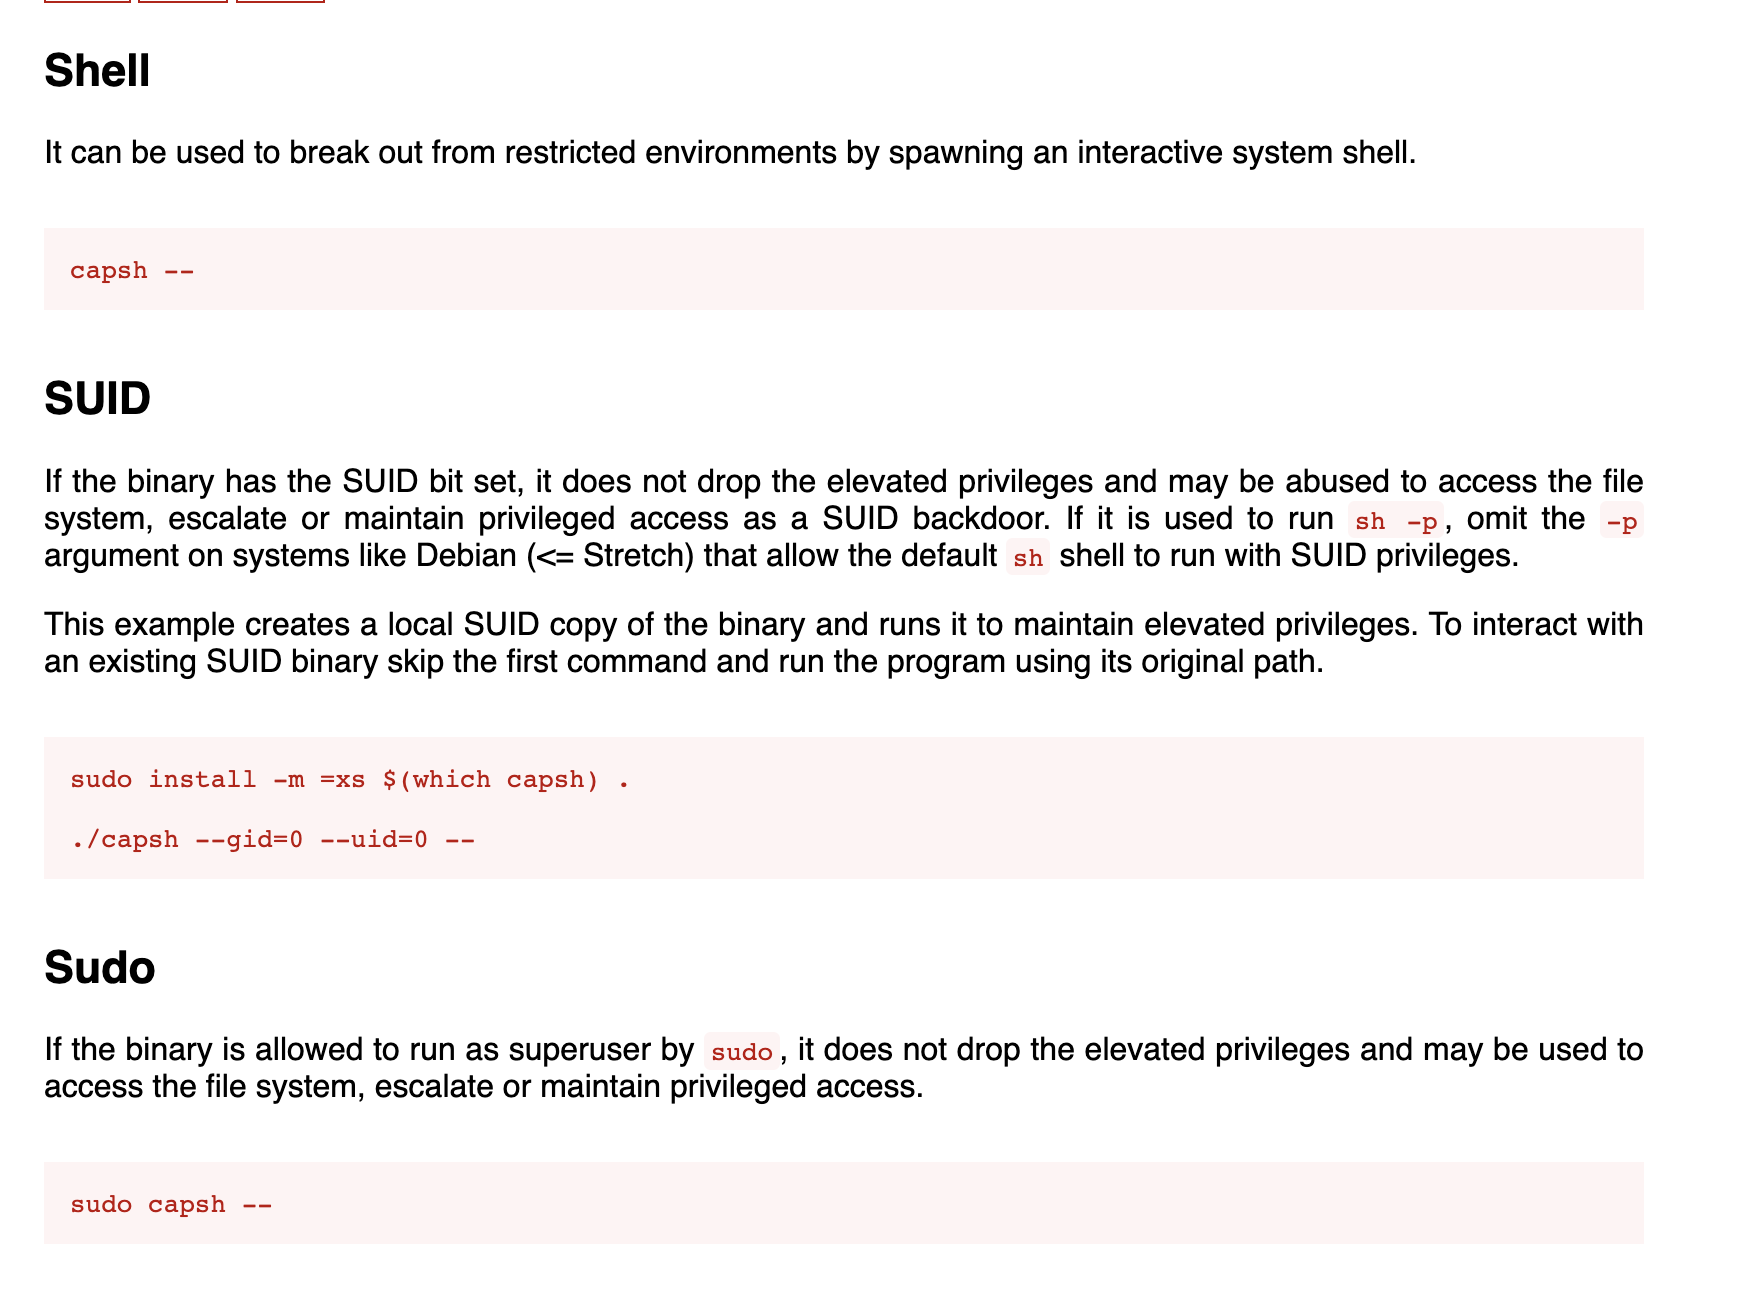 Shell
It can be used to break out from restricted environments by spawning an interactive system shell.
capsh --
SUID
If the binary has the SUID bit set, it does not drop the elevated privileges and may be abused to access the file
system, escalate or maintain privileged access as a SUID backdoor. If it is used to run sh -p, omit the -p
argument on systems like Debian (<= Stretch) that allow the default sh shell to run with SUID privileges.
This example creates a local SUID copy of the binary and runs it to maintain elevated privileges. To interact with
an existing SUID binary skip the first command and run the program using its original path.
sudo install -m =xs $(which capsh) .
./capsh --gid=0 --uid=0 --
Sudo
If the binary is allowed to run as superuser by sudo, it does not drop the elevated privileges and may be used to
access the file system, escalate or maintain privileged access.
sudo capsh --